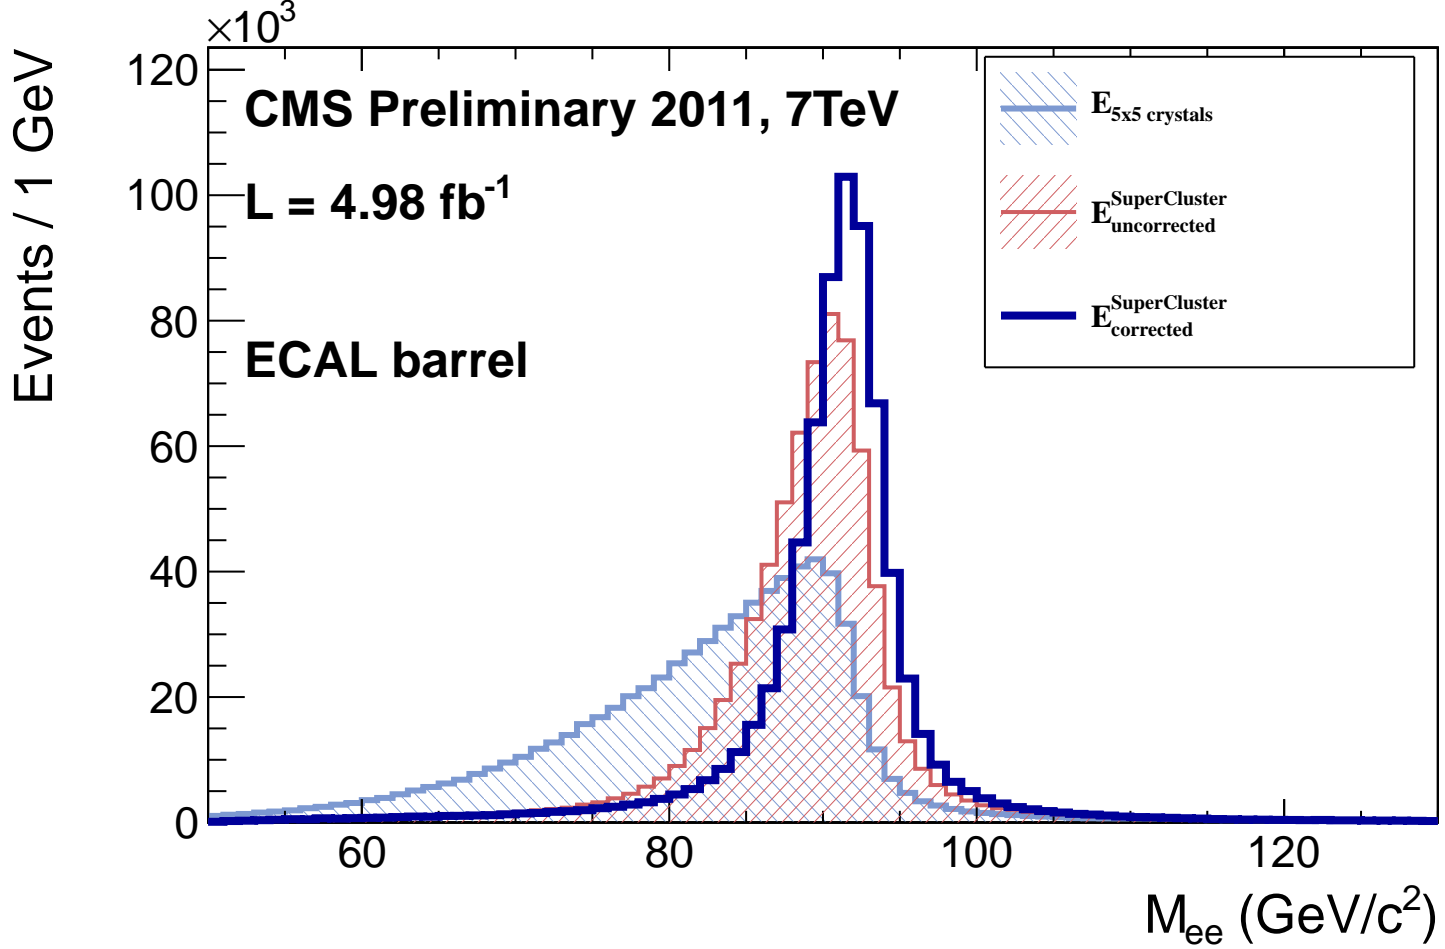 ×10³
Events / 1 GeV
120
100
80
60
40
20
0
CMS Preliminary 2011, 7TeV
L = 4.98 fb⁻¹
ECAL barrel
E5x5 crystals
E SuperCluster uncorrected
E SuperCluster corrected
60 80 100 120
Mee (GeV/c²)